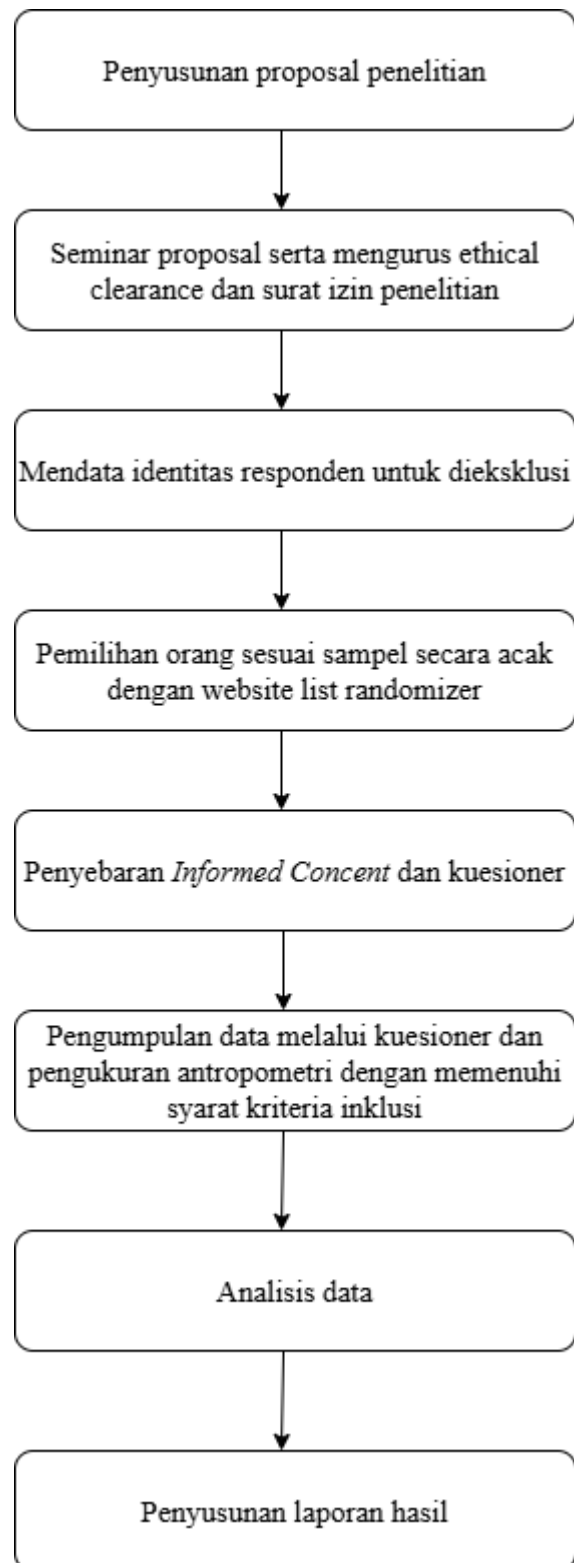 Penyusunan proposal penelitian
Seminar proposal serta mengurus ethical
clearance dan surat izin penelitian
Mendata identitas responden untuk dieksklusi
Pemilihan orang sesuai sampel secara acak
dengan website list randomizer
Penyebaran Informed Concent dan kuesioner
Pengumpulan data melalui kuesioner dan
pengukuran antropometri dengan memenuhi
syarat kriteria inklusi
Analisis data
Penyusunan laporan hasil